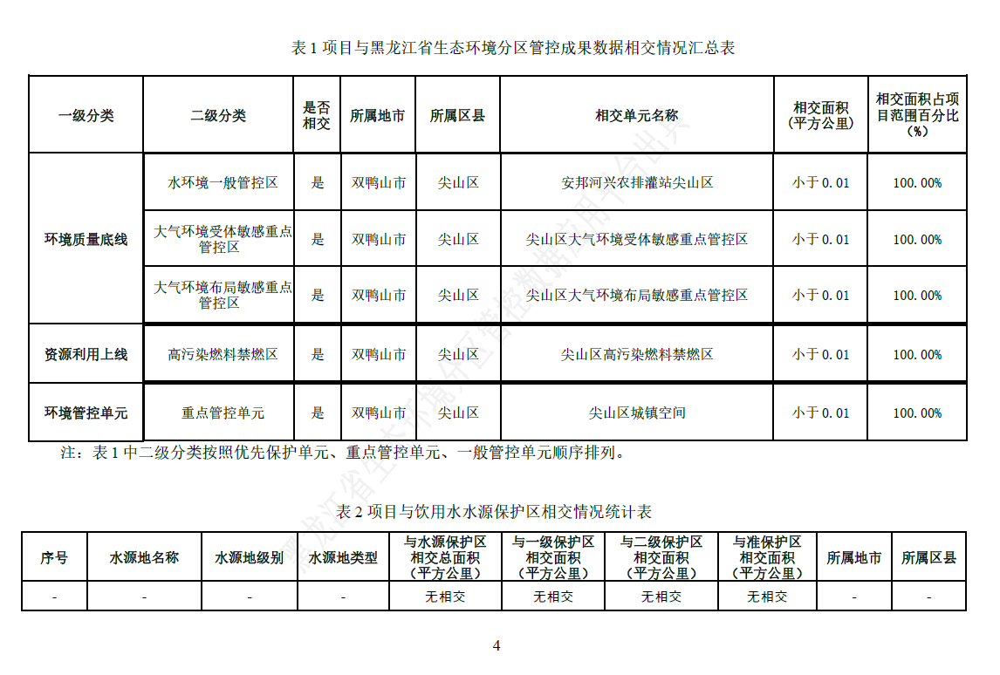 表 1 项目与黑龙江省生态环境分区管控成果数据相交情况汇总表
一级分类 二级分类 是否相交 所属地市 所属区县 相交单元名称 相交面积(平方公里) 相交面积占项目范围百分比（%）
环境质量底线 水环境一般管控区 是 双鸭山市 尖山区 安邦河兴农排灌站尖山区 小于 0.01 100.00%
大气环境受体敏感重点管控区 是 双鸭山市 尖山区 尖山区大气环境受体敏感重点管控区 小于 0.01 100.00%
大气环境布局敏感重点管控区 是 双鸭山市 尖山区 尖山区大气环境布局敏感重点管控区 小于 0.01 100.00%
资源利用上线 高污染燃料禁燃区 是 双鸭山市 尖山区 尖山区高污染燃料禁燃区 小于 0.01 100.00%
环境管控单元 重点管控单元 是 双鸭山市 尖山区 尖山区城镇空间 小于 0.01 100.00%
注：表 1 中二级分类按照优先保护单元、重点管控单元、一般管控单元顺序排列。
表 2 项目与饮用水水源保护区相交情况统计表
序号 水源地名称 水源地级别 水源地类型 与水源保护区相交总面积（平方公里） 与一级保护区相交面积（平方公里） 与二级保护区相交面积（平方公里） 与准保护区相交面积（平方公里） 所属地市 所属区县
- - - - 无相交 无相交 无相交 无相交 - -
4
黑龙江省生态环境分区管控数据应用平台出具